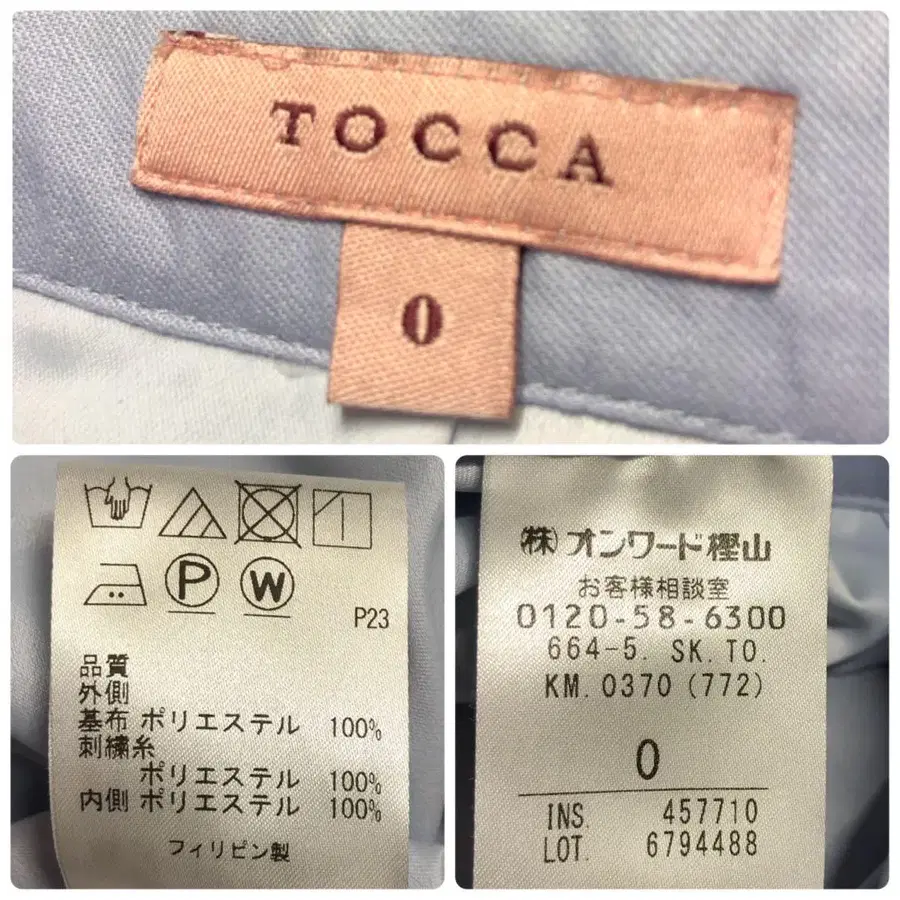 TOCCA
0
P
W
P23
品質
外側
基布 ポリエステル 100%
刺繍糸
ポリエステル 100%
内側 ポリエステル 100%
フィリピン製
㈱オンワード樫山
お客様相談室
0120-58-6300
664-5. SK.TO.
KM.0370(772)
0
INS. 457710
LOT. 6794488